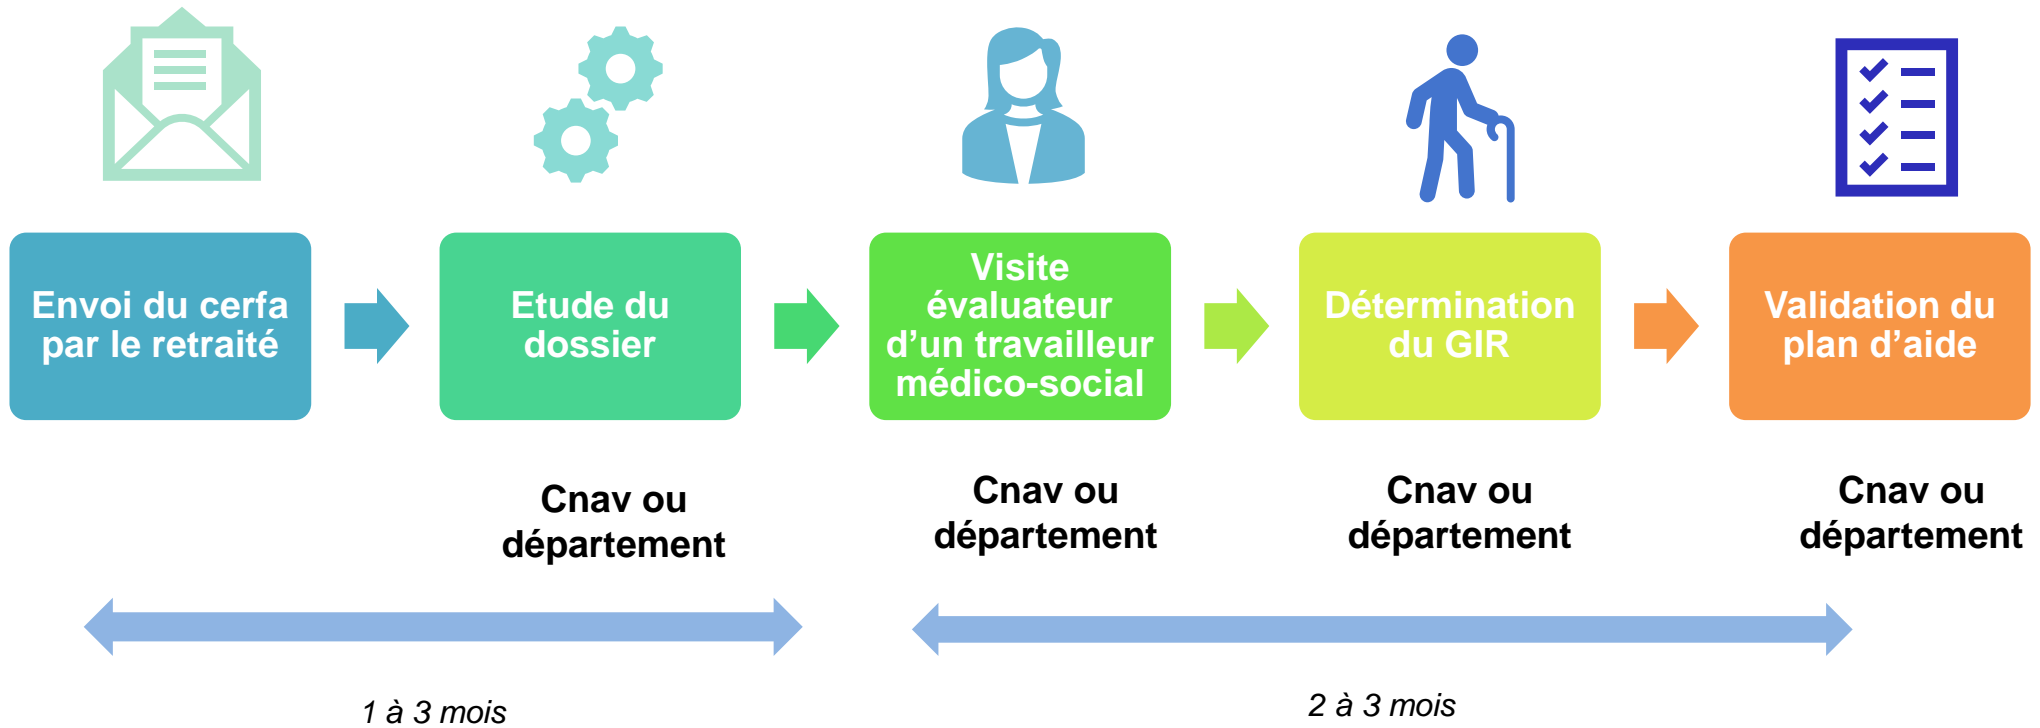 Envoi du cerfa
par le retraité
Etude du
dossier
Visite
évaluateur
d’un travailleur
médico-social
Détermination
du GIR
Validation du
plan d’aide
Cnav ou
département
Cnav ou
département
Cnav ou
département
Cnav ou
département
1 à 3 mois
2 à 3 mois